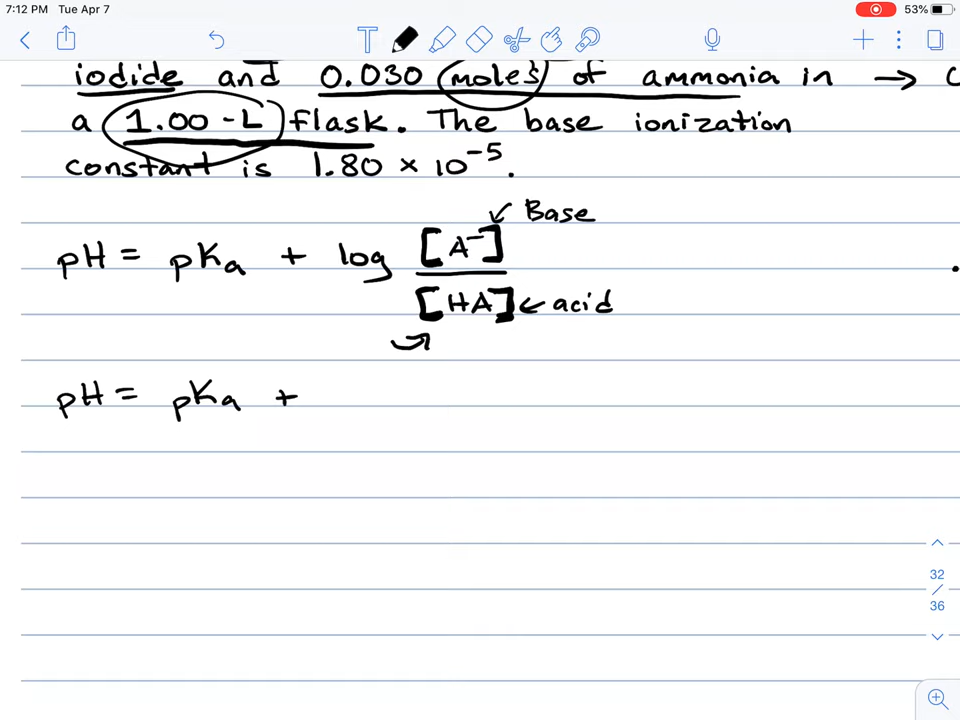 7:12 PM Tue Apr 7
53%
T
iodide and 0.030 moles of ammonia in →
a 1.00-L flask. The base ionization
constant is 1.80 × 10⁻⁵.
Base
pH = pKa + log [A⁻]
[HA] ← acid
pH = pKa +
32
/
36